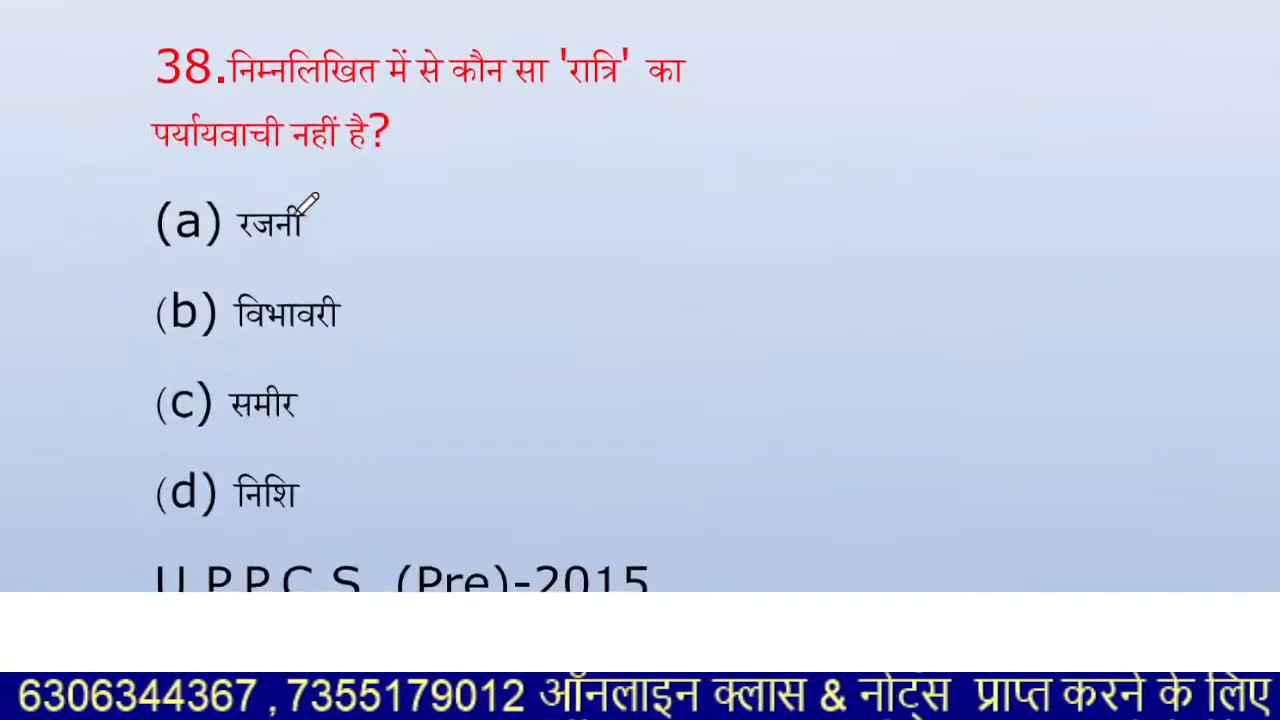 38.निम्नलिखित में से कौन सा 'रात्रि' का
पर्यायवाची नहीं है?
(a) रजनी
(b) विभावरी
(c) समीर
(d) निशि
U.P.P.C.S. (Pre)-2015
6306344367 , 7355179012 ऑनलाइन क्लास & नोट्स प्राप्त करने के लिए